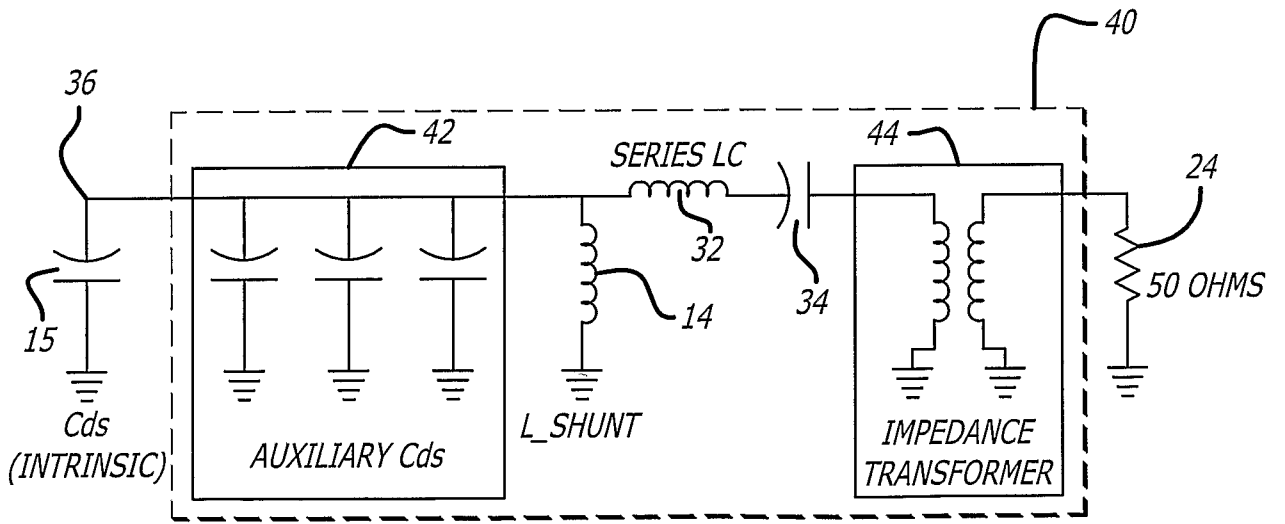 40
36
42
44
SERIES LC
24
32
34
15
14
50 OHMS
Cds
(INTRINSIC)
AUXILIARY Cds
L_SHUNT
IMPEDANCE
TRANSFORMER